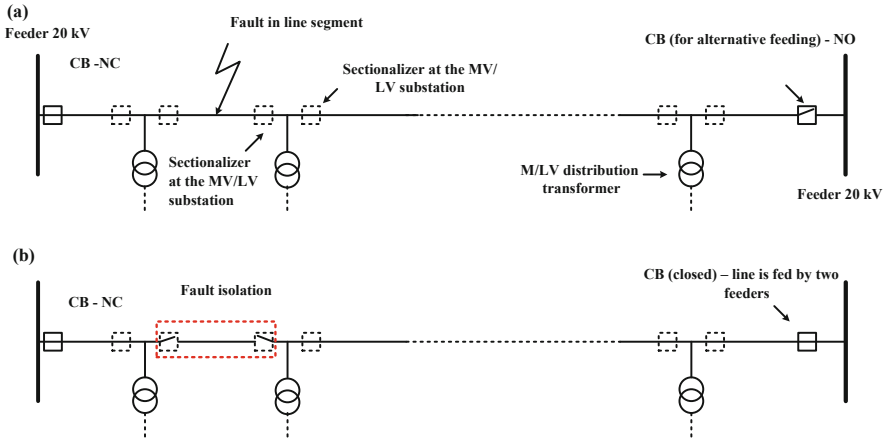 (a)
Feeder 20 kV
CB -NC
Fault in line segment
Sectionalizer at the MV/
LV substation
CB (for alternative feeding) - NO
Sectionalizer
at the MV/LV
substation
M/LV distribution
transformer
Feeder 20 kV
(b)
CB - NC
Fault isolation
CB (closed) – line is fed by two
feeders